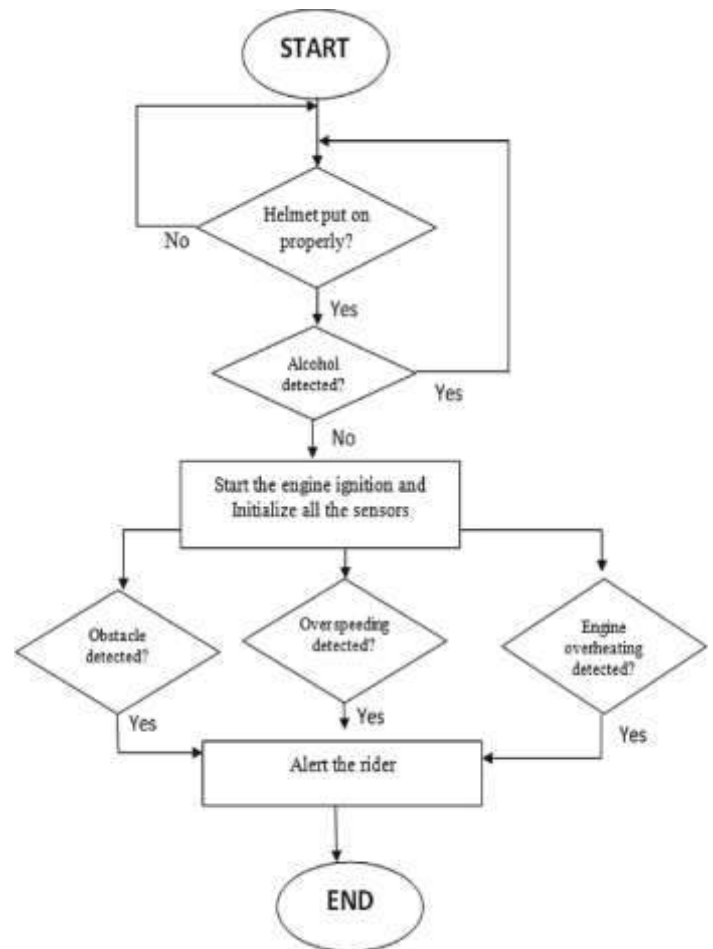 START
Helmet put on
properly?
No
Yes
Alcohol
detected?
Yes
No
Start the engine ignition and
Initialize all the sensors
Obstacle
detected?
Overspeeding
detected?
Engine
overheating
detected?
Yes
Yes
Yes
Alert the rider
END